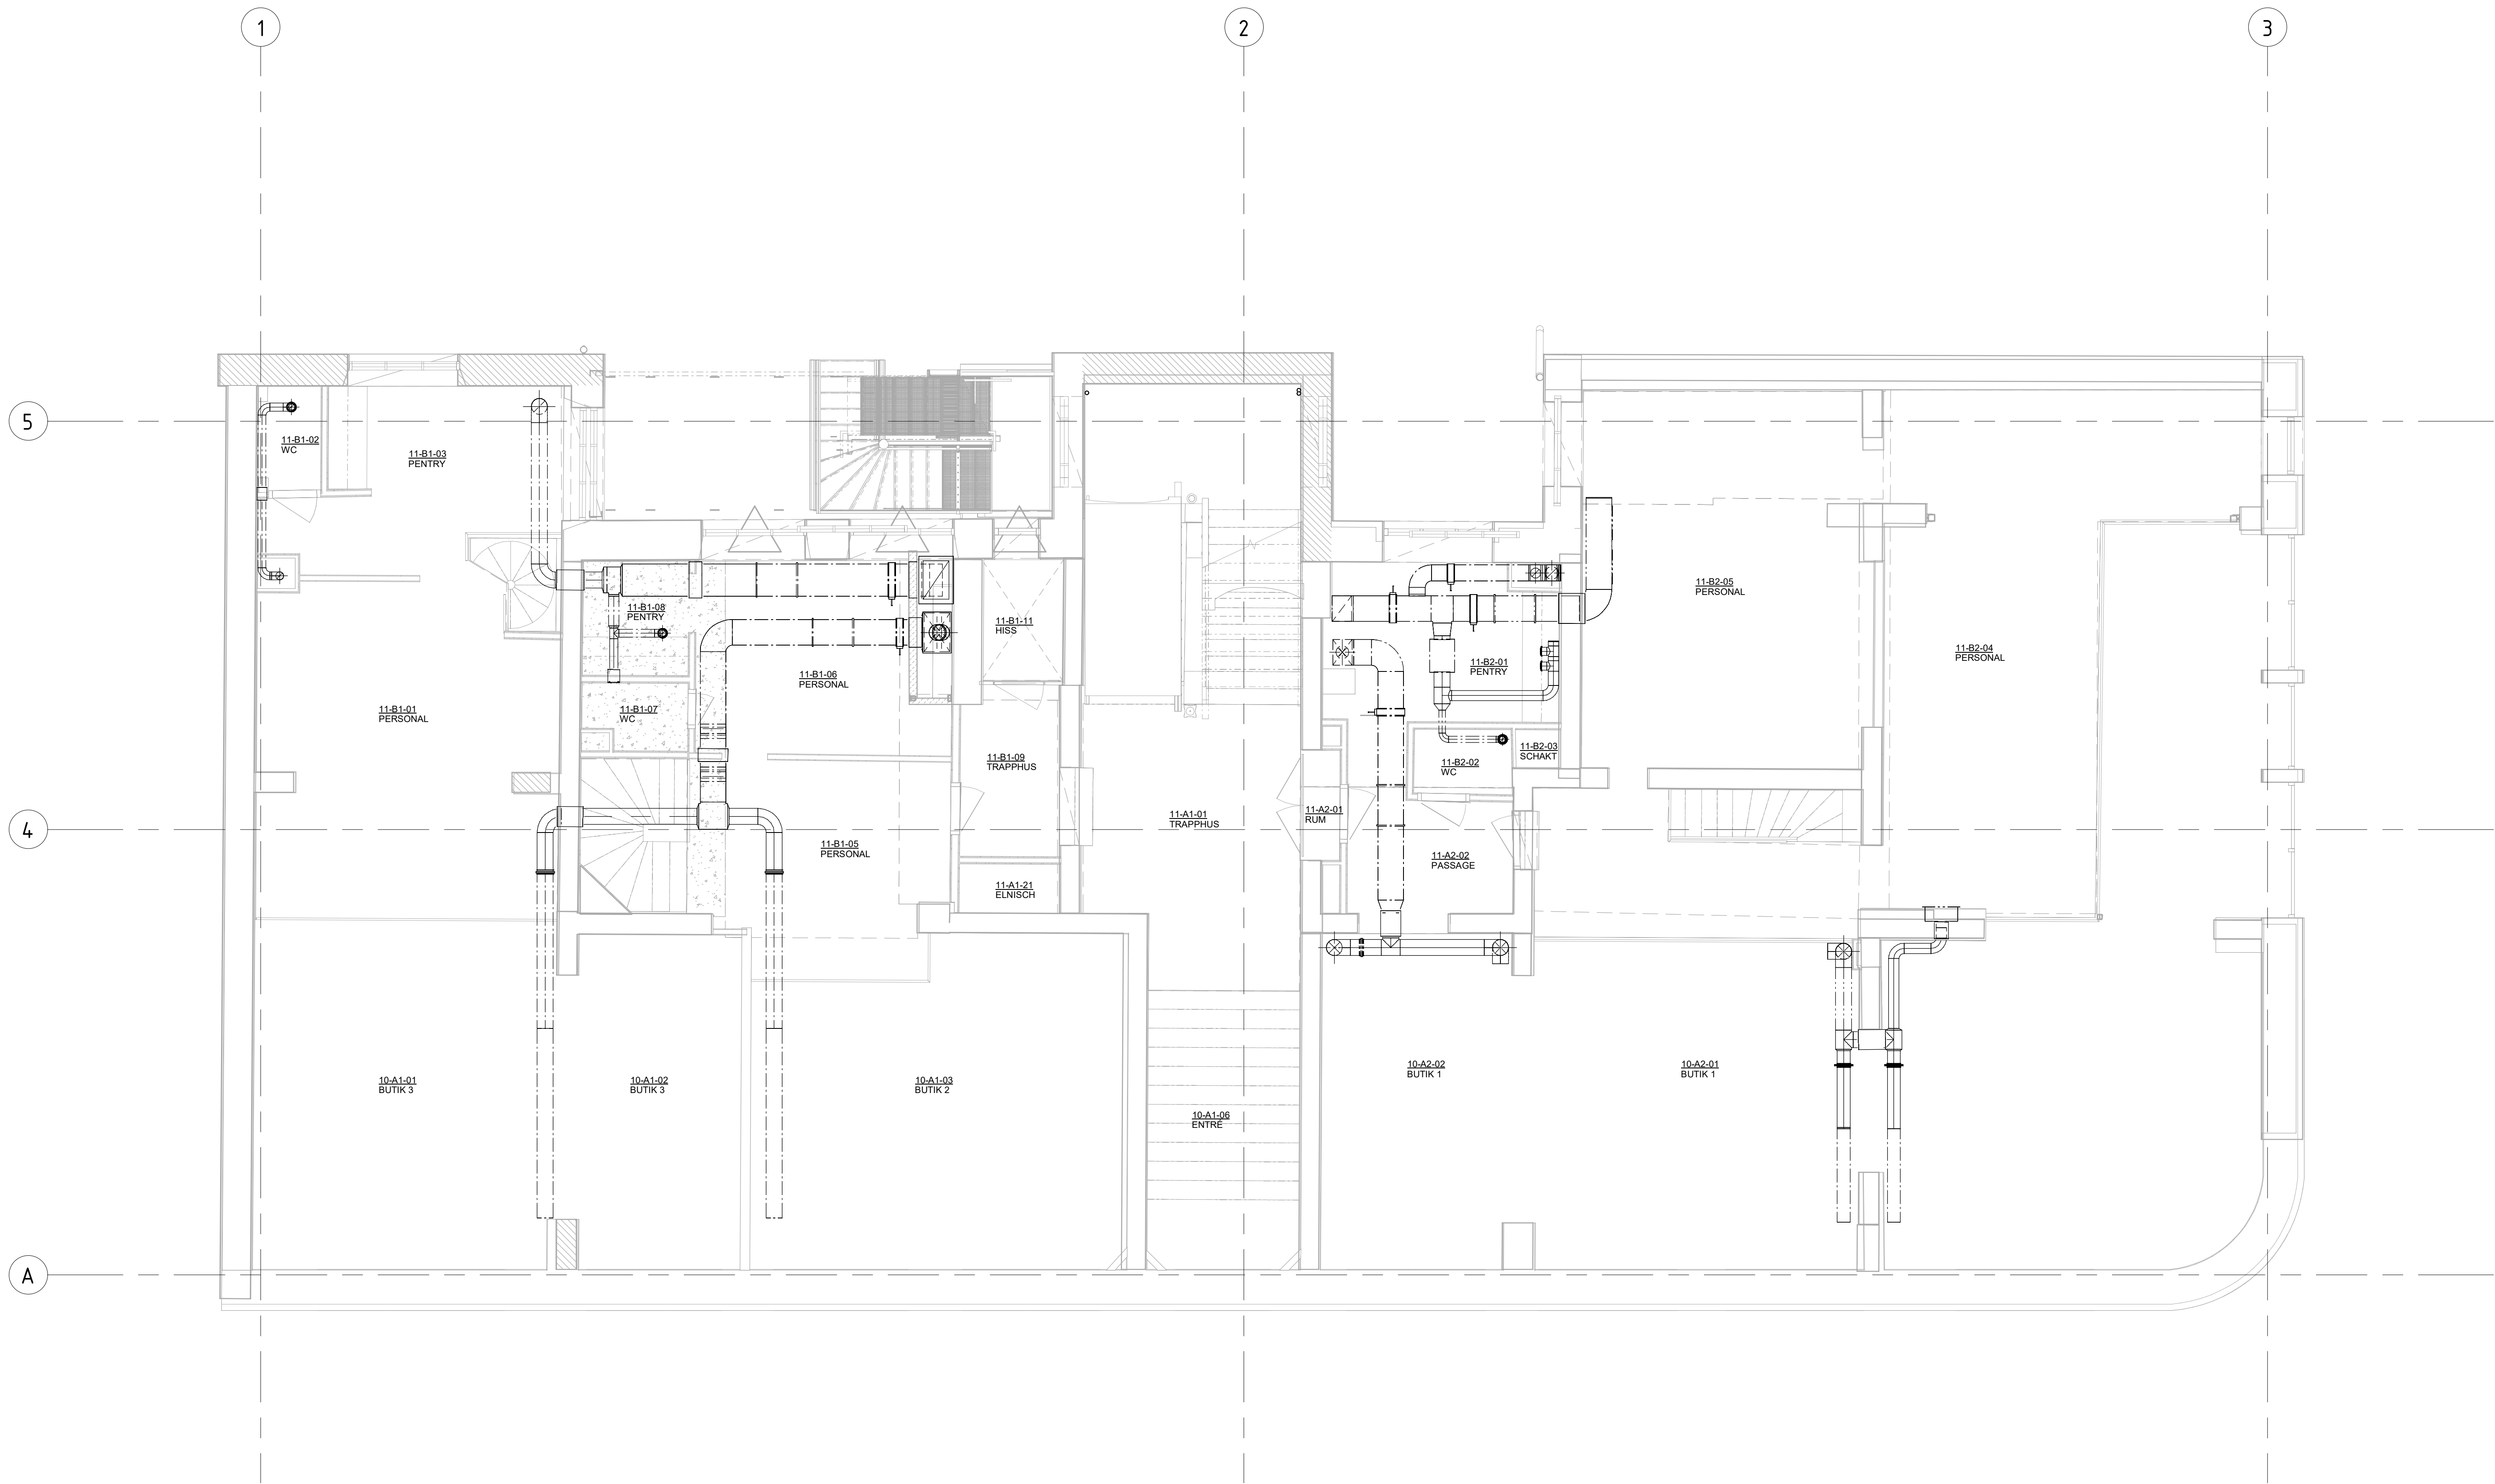 1
2
3
5
11-B1-02
WC
11-B1-03
PENTRY
11-B1-08
PENTRY
11-B1-11
HISS
11-B2-05
PERSONAL
11-B1-06
PERSONAL
11-B2-01
PENTRY
11-B2-04
PERSONAL
11-B1-01
PERSONAL
11-B1-07
WC
11-B1-09
TRAPPHUS
11-B2-03
SCHAKT
11-B2-02
WC
4
11-A1-01
TRAPPHUS
11-A2-01
RUM
11-B1-05
PERSONAL
11-A2-02
PASSAGE
11-A1-21
ELNISCH
10-A1-01
BUTIK 3
10-A1-02
BUTIK 3
10-A1-03
BUTIK 2
10-A2-02
BUTIK 1
10-A2-01
BUTIK 1
10-A1-06
ENTRÉ
A